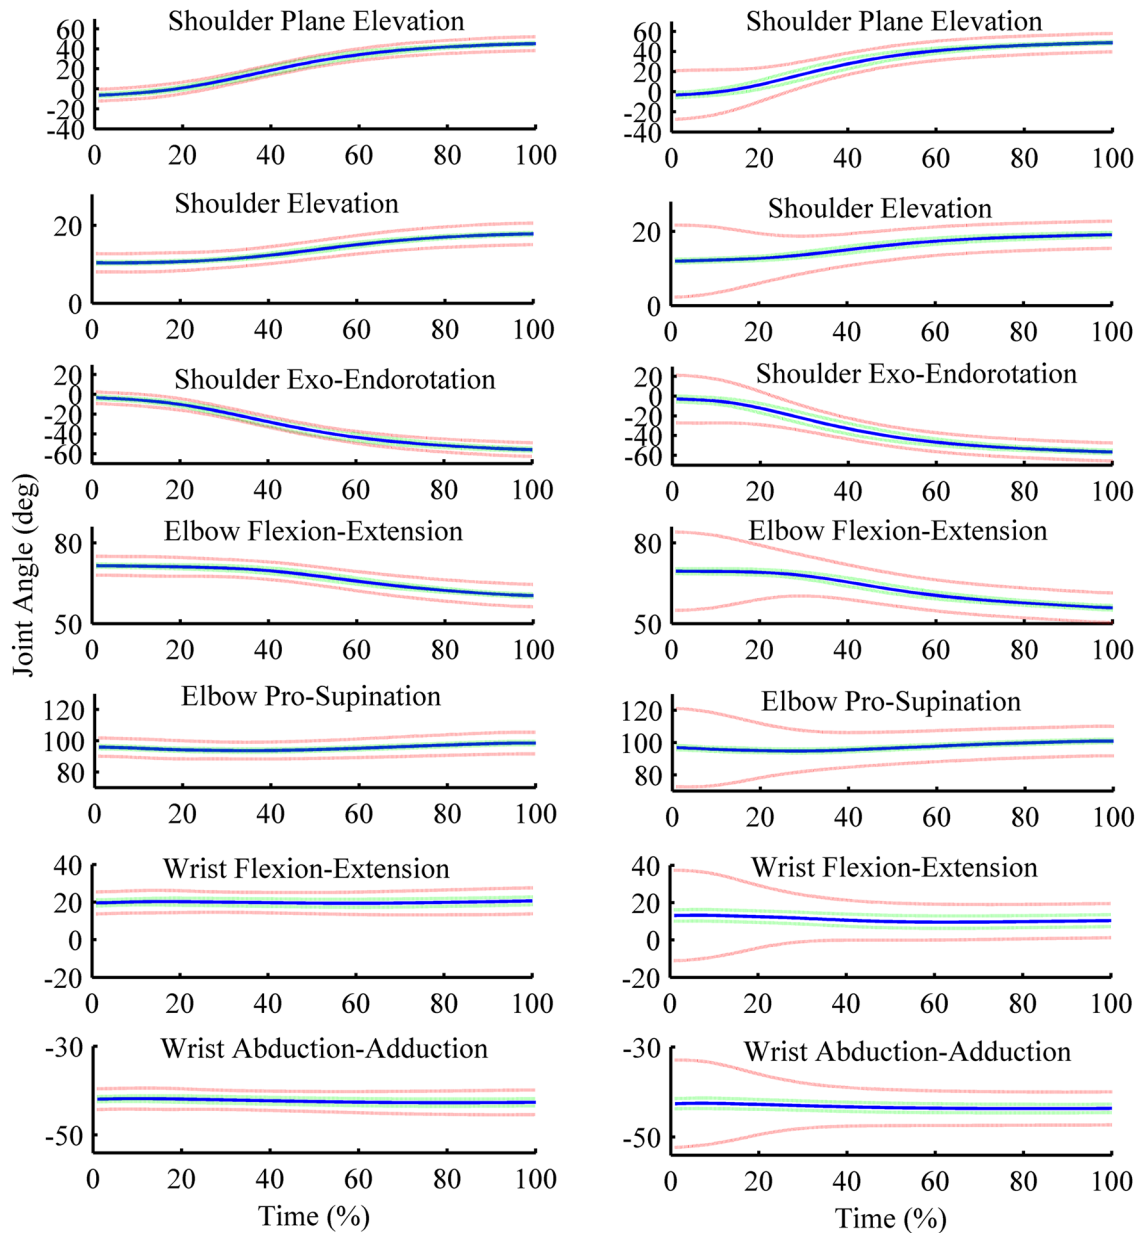 Shoulder Plane Elevation
60
40
20
0
-20
-40
0 20 40 60 80 100
Shoulder Plane Elevation
60
40
20
0
-20
-40
0 20 40 60 80 100
Shoulder Elevation
20
0
0 20 40 60 80 100
Shoulder Elevation
20
0
0 20 40 60 80 100
Shoulder Exo-Endorotation
20
0
-20
-40
-60
0 20 40 60 80 100
Shoulder Exo-Endorotation
20
0
-20
-40
-60
0 20 40 60 80 100
Joint Angle (deg)
Elbow Flexion-Extension
80
50
0 20 40 60 80 100
Elbow Flexion-Extension
80
50
0 20 40 60 80 100
Elbow Pro-Supination
120
100
80
0 20 40 60 80 100
Elbow Pro-Supination
120
100
80
0 20 40 60 80 100
Wrist Flexion-Extension
40
20
0
-20
0 20 40 60 80 100
Wrist Flexion-Extension
40
20
0
-20
0 20 40 60 80 100
Wrist Abduction-Adduction
-30
-50
0 20 40 60 80 100
Time (%)
Wrist Abduction-Adduction
-30
-50
0 20 40 60 80 100
Time (%)